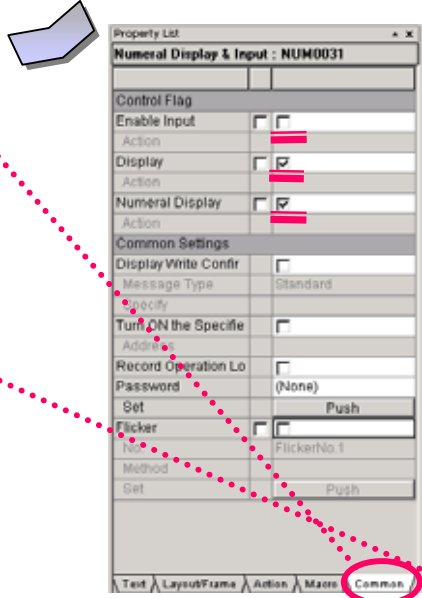 Property List
Numeral Display & Input : NUM0031
Control Flag
Enable Input
Action
Display
Action
Numeral Display
Action
Common Settings
Display Write Confir
Message Type Standard
Specify
Turn ON the Specifie
Address
Record Operation Lo
Password (None)
Set Push
Flicker
No. FlickerNo.1
Method
Set Push
Text Layout/Frame Action Macro Common